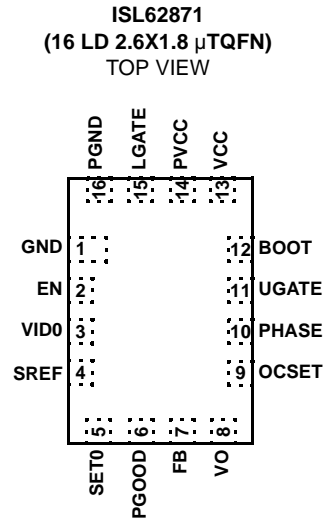 ISL62871
(16 LD 2.6X1.8 µTQFN)
TOP VIEW
PGND
LGATE
PVCC
VCC
16
15
14
13
GND 1
12 BOOT
EN 2
11 UGATE
VID0 3
10 PHASE
SREF 4
9 OCSET
5
6
7
8
SET0
PGOOD
FB
VO